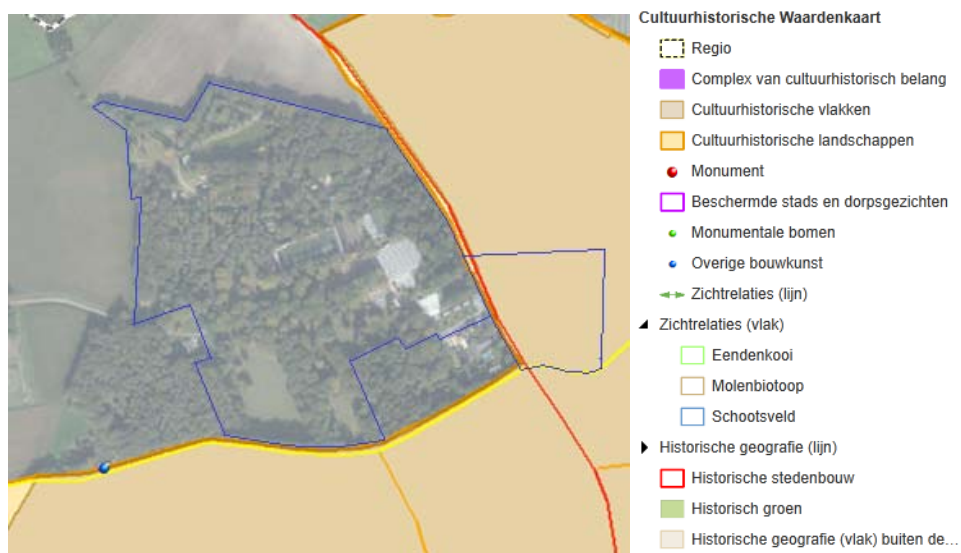 Cultuurhistorische Waardenkaart
Regio
Complex van cultuurhistorisch belang
Cultuurhistorische vlakken
Cultuurhistorische landschappen
Monument
Beschermde stads en dorpsgezichten
Monumentale bomen
Overige bouwkunst
Zichtrelaties (lijn)
Zichtrelaties (vlak)
Eendenkooi
Molenbiotoop
Schootsveld
Historische geografie (lijn)
Historische stedenbouw
Historisch groen
Historische geografie (vlak) buiten de...